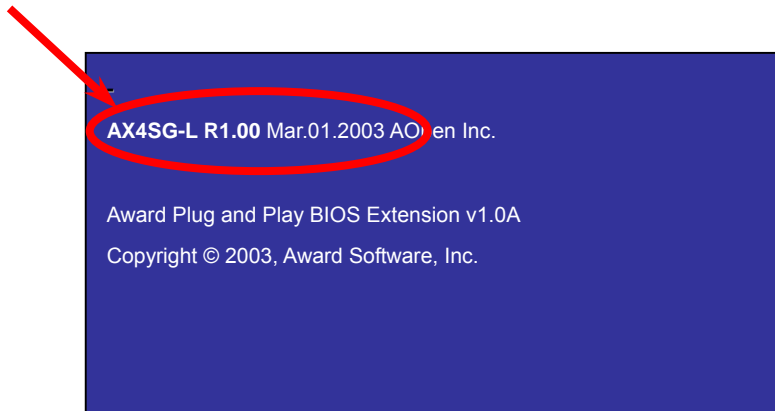 AX4SG-L R1.00 Mar.01.2003 AOpen Inc.
Award Plug and Play BIOS Extension v1.0A
Copyright © 2003, Award Software, Inc.